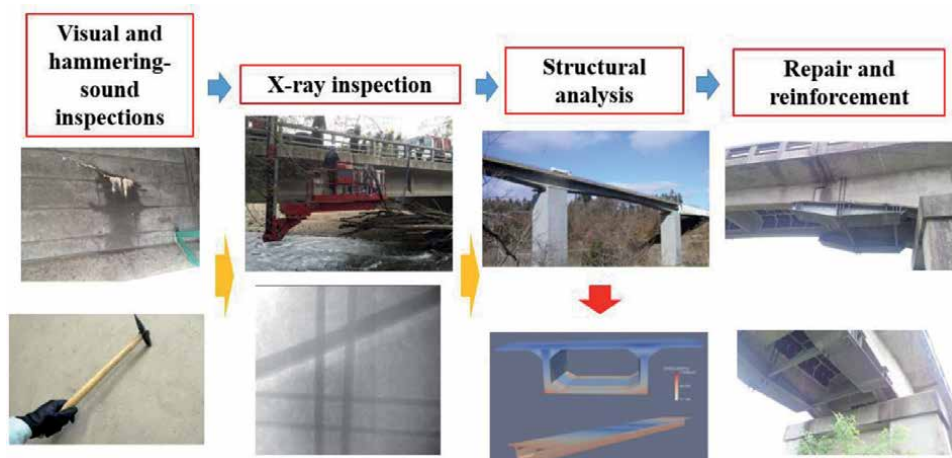 Visual and
hammering-
sound
inspections
X-ray inspection
Structural
analysis
Repair and
reinforcement